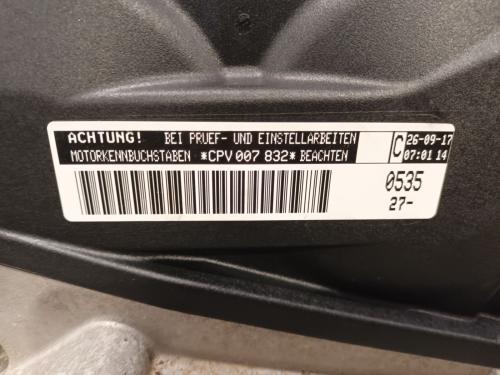 ACHTUNG! BEI PRUEF- UND EINSTELLARBEITEN
MOTORKENNBUCHSTABEN *CPV 007 832* BEACHTEN
C 26-09-17
07:01 14
0535
27-